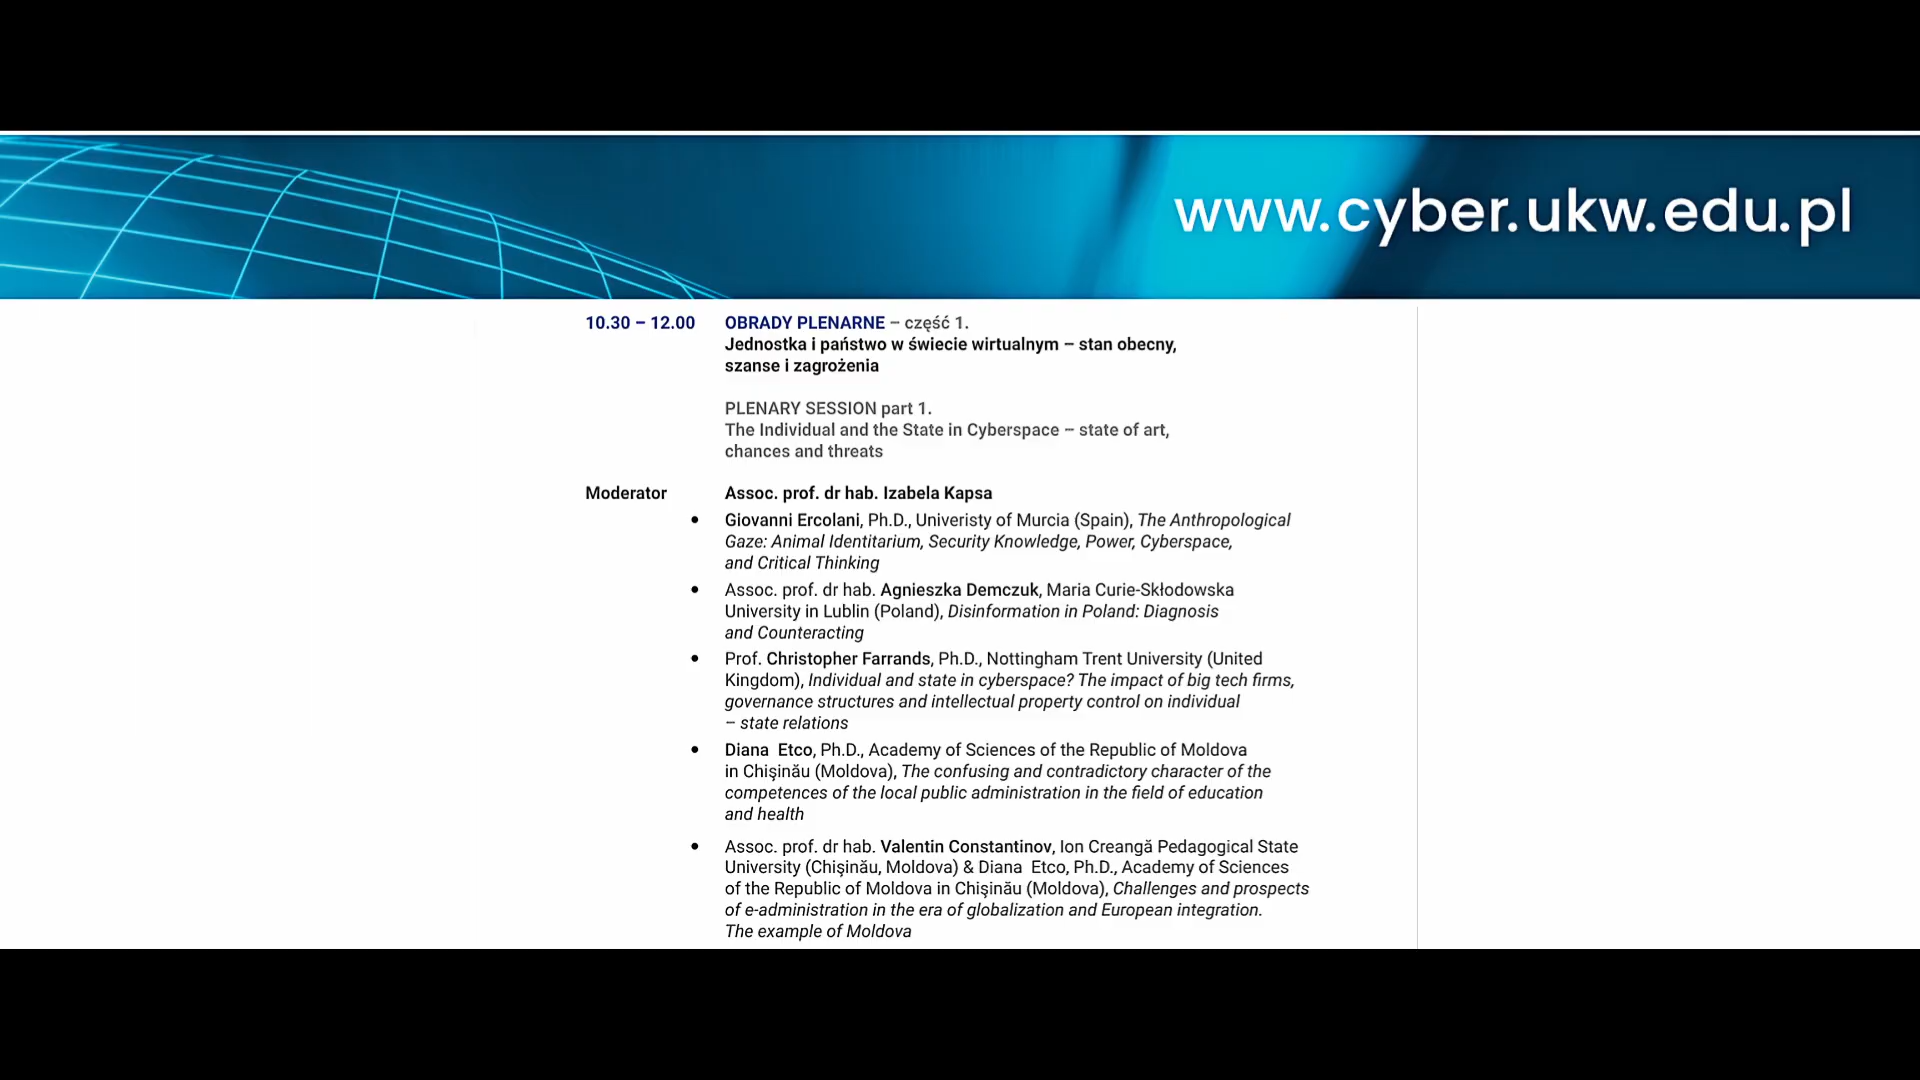 www.cyber.ukw.edu.pl
10.30 – 12.00 OBRADY PLENARNE – część 1.
Jednostka i państwo w świecie wirtualnym – stan obecny,
szanse i zagrożenia
PLENARY SESSION part 1.
The Individual and the State in Cyberspace – state of art,
chances and threats
Moderator Assoc. prof. dr hab. Izabela Kapsa
• Giovanni Ercolani, Ph.D., Univeristy of Murcia (Spain), The Anthropological
Gaze: Animal Identitarium, Security Knowledge, Power, Cyberspace,
and Critical Thinking
• Assoc. prof. dr hab. Agnieszka Demczuk, Maria Curie-Skłodowska
University in Lublin (Poland), Disinformation in Poland: Diagnosis
and Counteracting
• Prof. Christopher Farrands, Ph.D., Nottingham Trent University (United
Kingdom), Individual and state in cyberspace? The impact of big tech firms,
governance structures and intellectual property control on individual
– state relations
• Diana  Etco, Ph.D., Academy of Sciences of the Republic of Moldova
in Chişinău (Moldova), The confusing and contradictory character of the
competences of the local public administration in the field of education
and health
• Assoc. prof. dr hab. Valentin Constantinov, Ion Creangă Pedagogical State
University (Chişinău, Moldova) & Diana  Etco, Ph.D., Academy of Sciences
of the Republic of Moldova in Chişinău (Moldova), Challenges and prospects
of e-administration in the era of globalization and European integration.
The example of Moldova